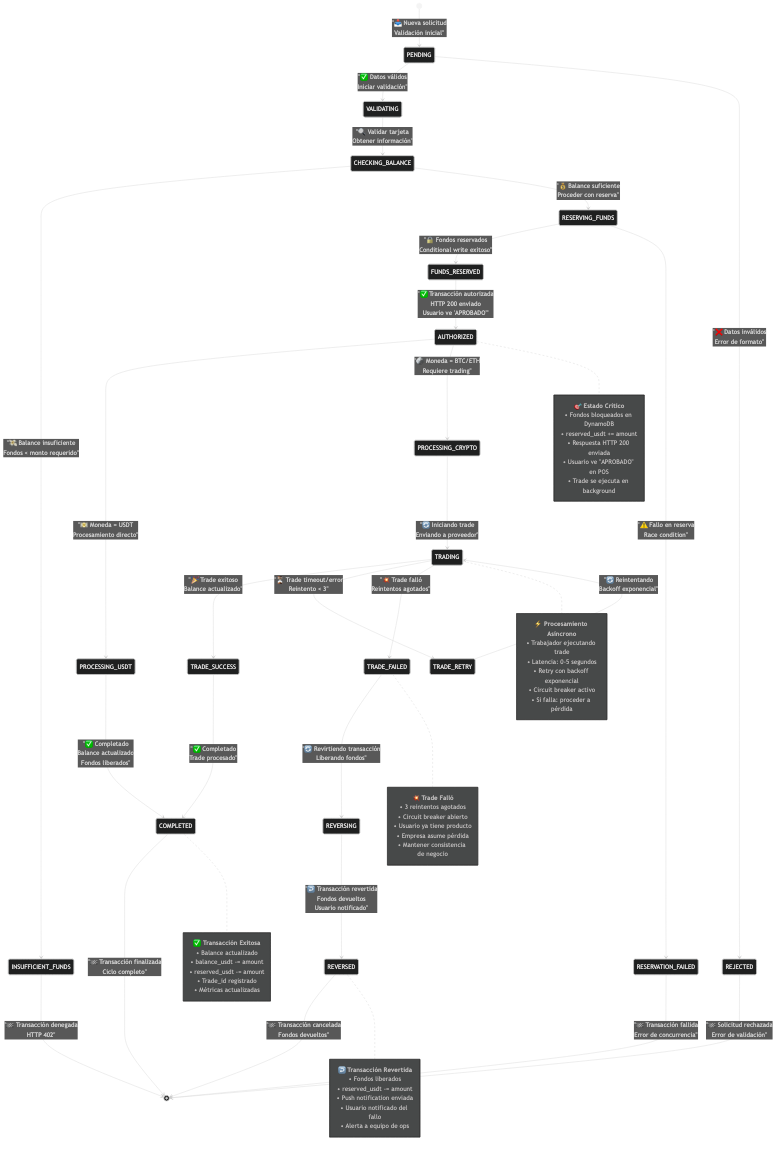 "📥 Nueva solicitud
Validación inicial"
PENDING
"✅ Datos válidos
Iniciar validación"
VALIDATING
"🔍 Validar tarjeta
Obtener información"
CHECKING_BALANCE
"💰 Balance suficiente
Proceder con reserva"
RESERVING_FUNDS
"🔒 Fondos reservados
Conditional write exitoso"
FUNDS_RESERVED
"✅ Transacción autorizada
HTTP 200 enviado
Usuario ve 'APROBADO'"
"❌ Datos inválidos
Error de formato"
AUTHORIZED
"🪙 Moneda = BTC/ETH
Requiere trading"
🎯 Estado Crítico
• Fondos bloqueados en
DynamoDB
• reserved_usdt += amount
• Respuesta HTTP 200
enviada
• Usuario ve "APROBADO"
en POS
• Trade se ejecuta en
background
"💸 Balance insuficiente
Fondos < monto requerido"
PROCESSING_CRYPTO
"💵 Moneda = USDT
Procesamiento directo"
"🔄 Iniciando trade
Enviando a proveedor"
"⚠️ Fallo en reserva
Race condition"
TRADING
"🎉 Trade exitoso
Balance actualizado"
"⏳ Trade timeout/error
Reintento < 3"
"💥 Trade falló
Reintentos agotados"
"🔄 Reintentando
Backoff exponencial"
⚡ Procesamiento
Asíncrono
• Trabajador ejecutando
trade
• Latencia: 0-5 segundos
• Retry con backoff
exponencial
• Circuit breaker activo
• Si falla: proceder a
pérdida
PROCESSING_USDT
TRADE_SUCCESS
TRADE_FAILED
TRADE_RETRY
"✅ Completado
Balance actualizado
Fondos liberados"
"✅ Completado
Trade procesado"
"🔄 Revirtiendo transacción
Liberando fondos"
💥 Trade Falló
• 3 reintentos agotados
• Circuit breaker abierto
• Usuario ya tiene producto
• Empresa asume pérdida
• Mantener consistencia
de negocio
COMPLETED
REVERSING
"↩️ Transacción revertida
Fondos devueltos
Usuario notificado"
✅ Transacción Exitosa
• Balance actualizado
• balance_usdt -= amount
• reserved_usdt -= amount
• Trade_id registrado
• Métricas actualizadas
INSUFFICIENT_FUNDS
"🏁 Transacción finalizada
Ciclo completo"
REVERSED
RESERVATION_FAILED
REJECTED
"🏁 Transacción denegada
HTTP 402"
"🏁 Transacción cancelada
Fondos devueltos"
"🏁 Transacción fallida
Error de concurrencia"
"🏁 Solicitud rechazada
Error de validación"
↩️ Transacción Revertida
• Fondos liberados
• reserved_usdt -= amount
• Push notification enviada
• Usuario notificado del
fallo
• Alerta a equipo de ops